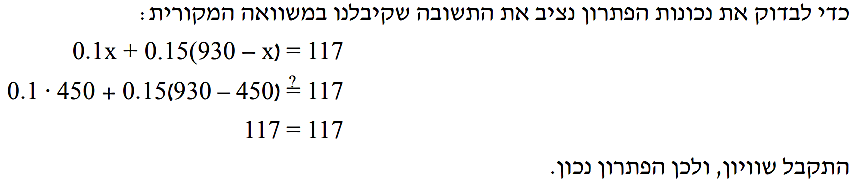 כדי לבדוק את נכונות הפתרון נציב את התשובה שקיבלנו במשוואה המקורית:
0.1x + 0.15(930 – x) = 117
0.1 · 450 + 0.15(930 – 450) ≟ 117
117 = 117
התקבל שוויון, ולכן הפתרון נכון.